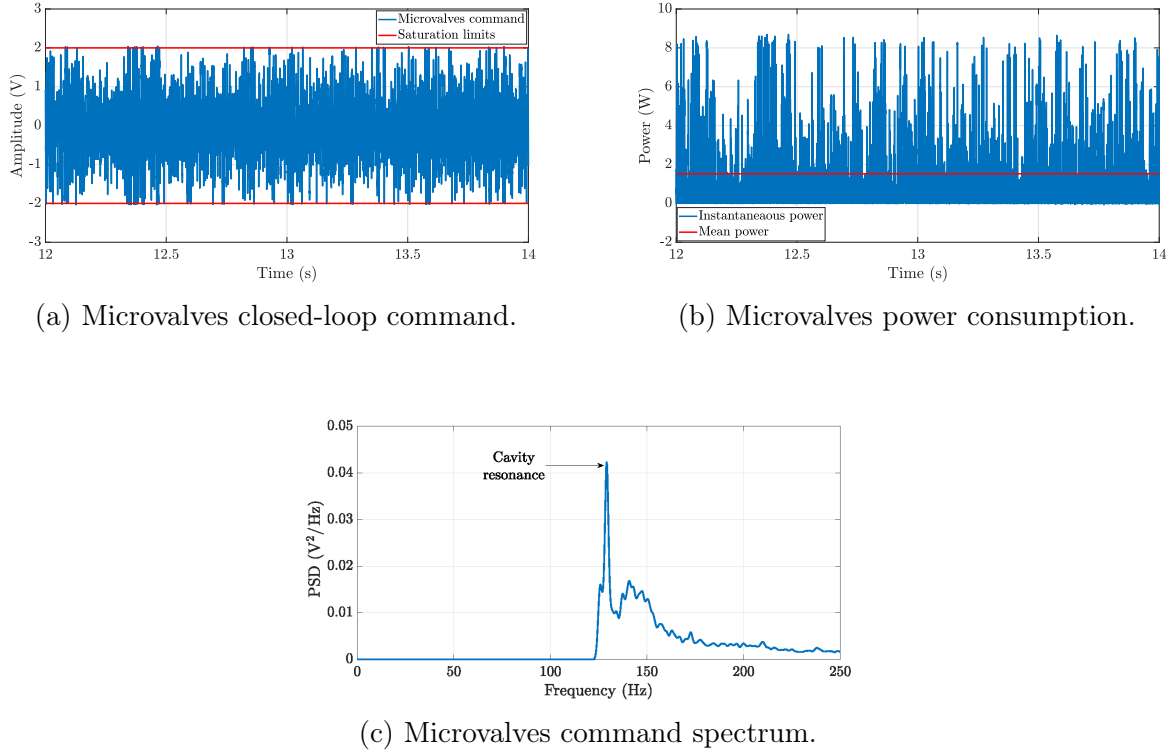 3
2
1
0
-1
-2
-3
Amplitude (V)
Microvalves command
Saturation limits
12
12.5
13
13.5
14
Time (s)
(a) Microvalves closed-loop command.
10
8
6
4
2
0
-2
Power (W)
Instantaneaous power
Mean power
12
12.5
13
13.5
14
Time (s)
(b) Microvalves power consumption.
0.05
0.04
0.03
0.02
0.01
0
PSD (V²/Hz)
Cavity
resonance
0
50
100
150
200
250
Frequency (Hz)
(c) Microvalves command spectrum.